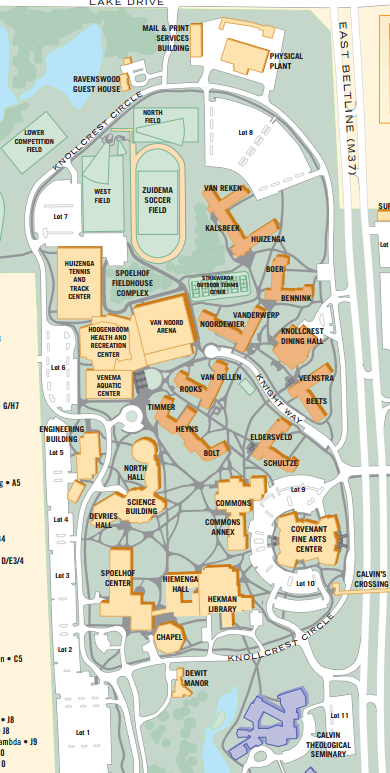 LAKE DRIVE
MAIL & PRINT
SERVICES
BUILDING
PHYSICAL
PLANT
EAST BELTLINE (M37)
RAVENSWOOD
GUEST HOUSE
KNOLLCREST CIRCLE
NORTH
FIELD
LOWER
COMPETITION
FIELD
Lot 8
WEST
FIELD
ZUIDEMA
SOCCER
FIELD
VAN REKEN
Lot 7
KALSBEEK
HUIZENGA
SUR
Lot
HUIZENGA
TENNIS
AND
TRACK
CENTER
SPOELHOF
FIELDHOUSE
COMPLEX
BOER
STRIKWERDA
OUTDOOR TENNIS
CENTER
BENNINK
VAN NOORD
ARENA
VANDERWERP
NOORDEWIER
HOOGENBOOM
HEALTH AND
RECREATION
CENTER
KNOLLCREST
DINING HALL
Lot 6
VENEMA
AQUATIC
CENTER
VAN DELLEN
ROOKS
KNIGHT WAY
VEENSTRA
BEETS
G/H7
TIMMER
HEYNS
ENGINEERING
BUILDING
Lot 5
BOLT
ELDERSVELD
SCHULTZE
NORTH
HALL
g • A5
Lot 9
SCIENCE
BUILDING
COMMONS
DEVRIES
HALL
COMMONS
ANNEX
Lot 4
COVENANT
FINE ARTS
CENTER
D/E3/4
Lot 3
SPOELHOF
CENTER
HIEMENGA
HALL
HEKMAN
LIBRARY
Lot 10
CALVIN'S
CROSSING
KNOLLCREST CIRCLE
CHAPEL
Lot 2
n • C5
DEWIT
MANOR
• J8
• J8
ambda • J9
Lot 1
Lot 11
CALVIN
THEOLOGICAL
SEMINARY